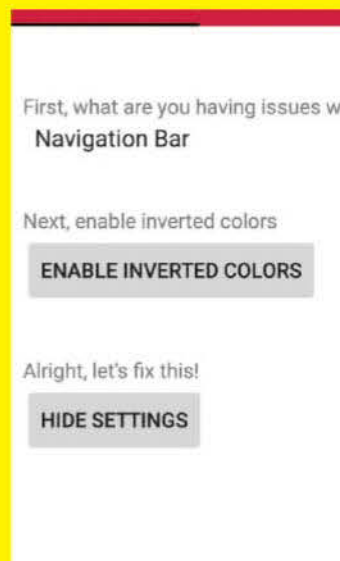 First, what are you having issues
Navigation Bar
Next, enable inverted colors
ENABLE INVERTED COLORS
Alright, let's fix this!
HIDE SETTINGS